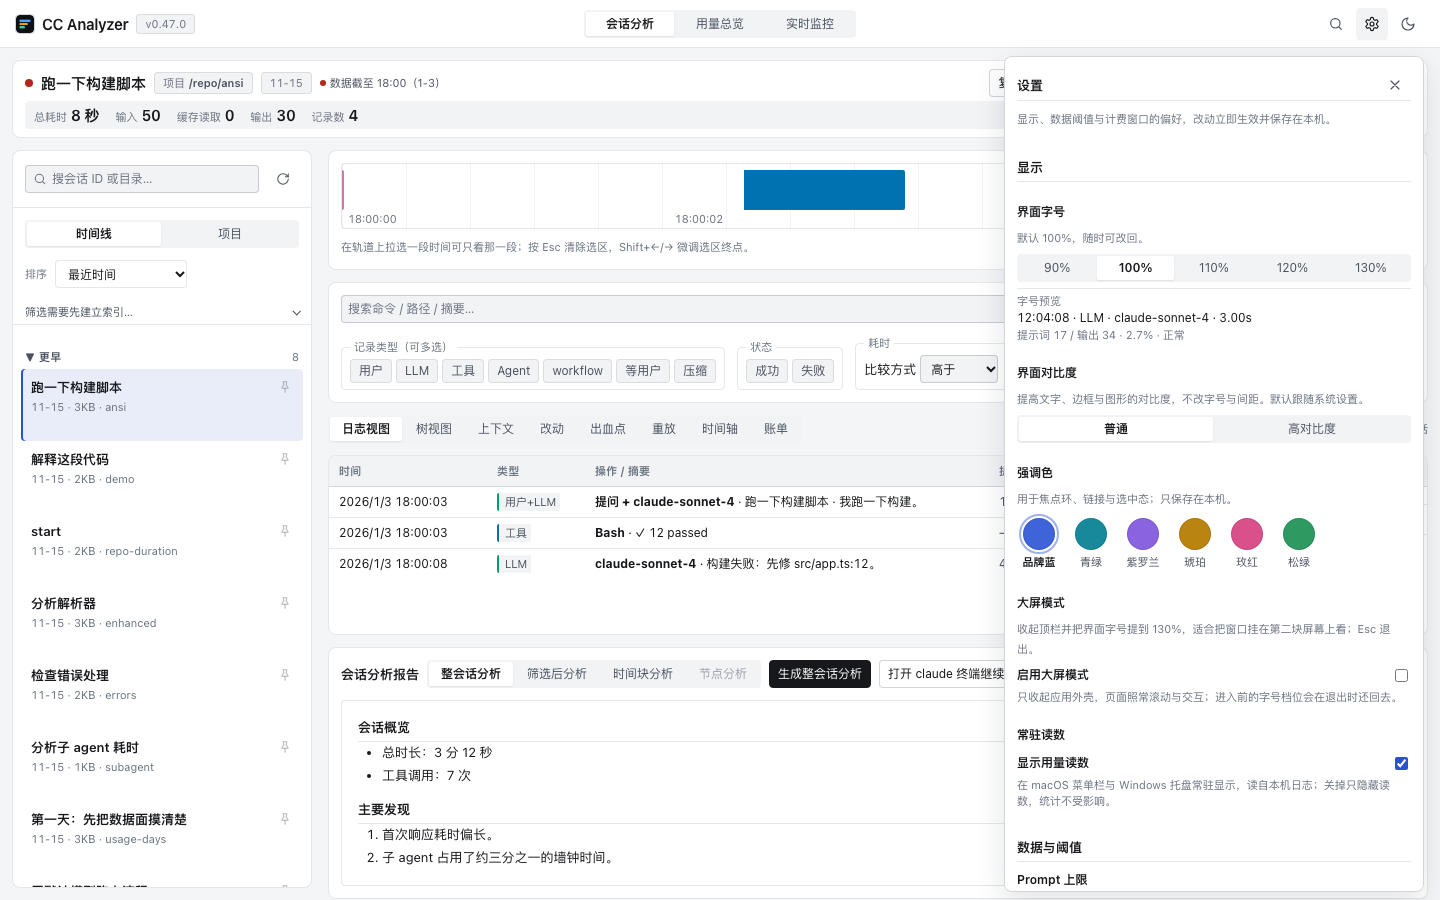 CC Analyzer v0.47.0
会话分析 用量总览 实时监控
跑一下构建脚本 项目 /repo/ansi 11-15 数据截至 18:00 (1-3)
总耗时 8 秒 输入 50 缓存读取 0 输出 30 记录数 4
搜会话 ID 或目录...
时间线 项目
排序 最近时间
筛选需要先建立索引...
▼ 更早 8
跑一下构建脚本
11-15 · 3KB · ansi
解释这段代码
11-15 · 2KB · demo
start
11-15 · 2KB · repo-duration
分析解析器
11-15 · 3KB · enhanced
检查错误处理
11-15 · 2KB · errors
分析子 agent 耗时
11-15 · 1KB · subagent
第一天：先把数据面摸清楚
11-15 · 3KB · usage-days
18:00:00 18:00:02
在轨道上拉选一段时间可只看那一段；按 Esc 清除选区，Shift+←/→ 微调选区终点。
搜索命令 / 路径 / 摘要...
记录类型（可多选） 状态 耗时
用户 LLM 工具 Agent workflow 等用户 压缩 成功 失败 比较方式 高于
日志视图 树视图 上下文 改动 出血点 重放 时间轴 账单
时间 类型 操作 / 摘要
2026/1/3 18:00:03 用户+LLM 提问 + claude-sonnet-4 · 跑一下构建脚本 · 我跑一下构建。
2026/1/3 18:00:03 工具 Bash · ✓ 12 passed
2026/1/3 18:00:08 LLM claude-sonnet-4 · 构建失败：先修 src/app.ts:12。
会话分析报告 整会话分析 筛选后分析 时间块分析 节点分析 生成整会话分析 打开 claude 终端继续
会话概览
• 总时长：3 分 12 秒
• 工具调用：7 次
主要发现
1. 首次响应耗时偏长。
2. 子 agent 占用了约三分之一的墙钟时间。
设置
显示、数据阈值与计费窗口的偏好，改动立即生效并保存在本机。
显示
界面字号
默认 100%，随时可改回。
90% 100% 110% 120% 130%
字号预览
12:04:08 · LLM · claude-sonnet-4 · 3.00s
提示词 17 / 输出 34 · 2.7% · 正常
界面对比度
提高文字、边框与图形的对比度，不改字号与间距。默认跟随系统设置。
普通 高对比度
强调色
用于焦点环、链接与选中态；只保存在本机。
品牌蓝 青绿 紫罗兰 琥珀 玫红 松绿
大屏模式
收起顶栏并把界面字号提到 130%，适合把窗口挂在第二块屏幕上看；Esc 退
出。
启用大屏模式
只收起应用外壳，页面照常滚动与交互；进入前的字号档位会在退出时还回去。
常驻读数
显示用量读数
在 macOS 菜单栏与 Windows 托盘常驻显示，读自本机日志；关掉只隐藏读
数，统计不受影响。
数据与阈值
Prompt 上限